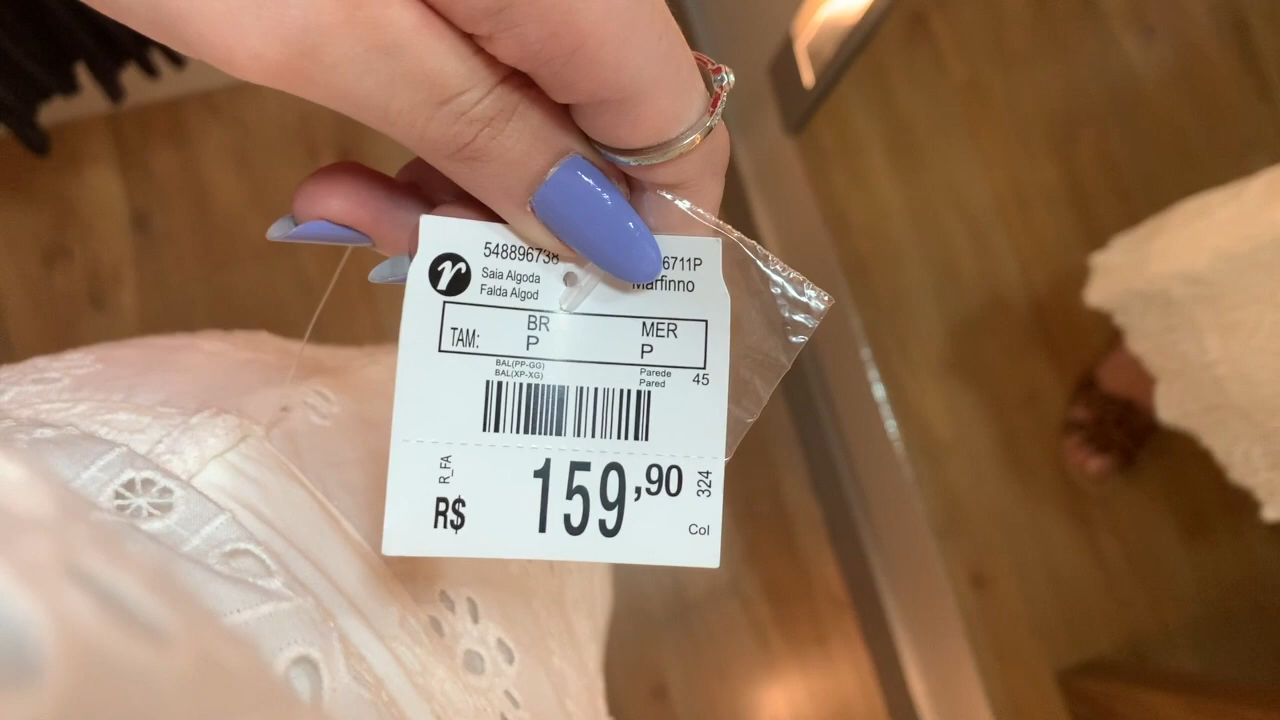 548896738
r
Saia Algoda
Falda Algod
6711P
Marfinno
TAM:
BR
P
MER
P
BAL(PP-GG)
BAL(XP-XG)
Parede
Pared
45
R_FA
R$ 159,90
324
Col